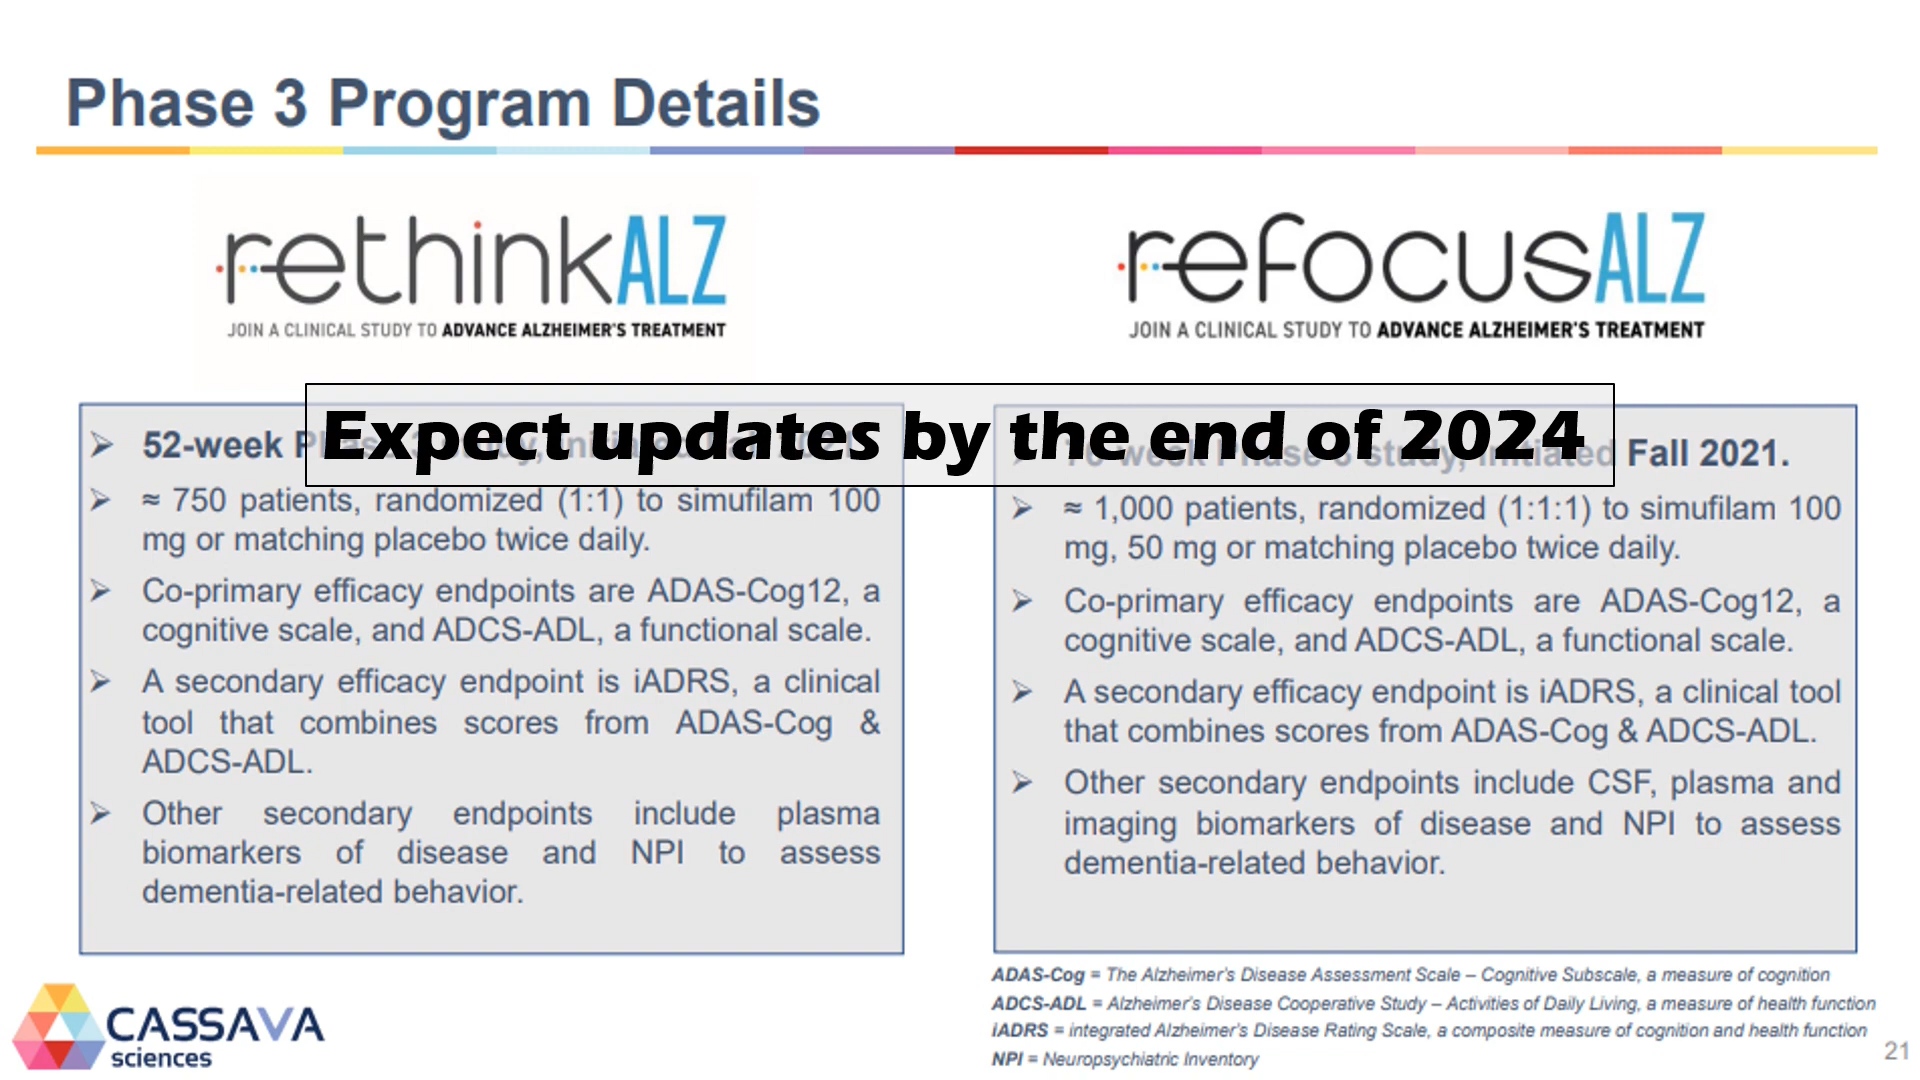 Phase 3 Program Details
rethinkALZ
JOIN A CLINICAL STUDY TO ADVANCE ALZHEIMER'S TREATMENT
refocusALZ
JOIN A CLINICAL STUDY TO ADVANCE ALZHEIMER'S TREATMENT
Expect updates by the end of 2024
➢ 52-week
➢ ≈ 750 patients, randomized (1:1) to simufilam 100
mg or matching placebo twice daily.
➢ Co-primary efficacy endpoints are ADAS-Cog12, a
cognitive scale, and ADCS-ADL, a functional scale.
➢ A secondary efficacy endpoint is iADRS, a clinical
tool that combines scores from ADAS-Cog &
ADCS-ADL.
➢ Other secondary endpoints include plasma
biomarkers of disease and NPI to assess
dementia-related behavior.
week Phase 3 study, initiated Fall 2021.
➢ ≈ 1,000 patients, randomized (1:1:1) to simufilam 100
mg, 50 mg or matching placebo twice daily.
➢ Co-primary efficacy endpoints are ADAS-Cog12, a
cognitive scale, and ADCS-ADL, a functional scale.
➢ A secondary efficacy endpoint is iADRS, a clinical tool
that combines scores from ADAS-Cog & ADCS-ADL.
➢ Other secondary endpoints include CSF, plasma and
imaging biomarkers of disease and NPI to assess
dementia-related behavior.
ADAS-Cog = The Alzheimer's Disease Assessment Scale – Cognitive Subscale, a measure of cognition
ADCS-ADL = Alzheimer's Disease Cooperative Study – Activities of Daily Living, a measure of health function
iADRS = integrated Alzheimer's Disease Rating Scale, a composite measure of cognition and health function
NPI = Neuropsychiatric Inventory
CASSAVA
sciences
21